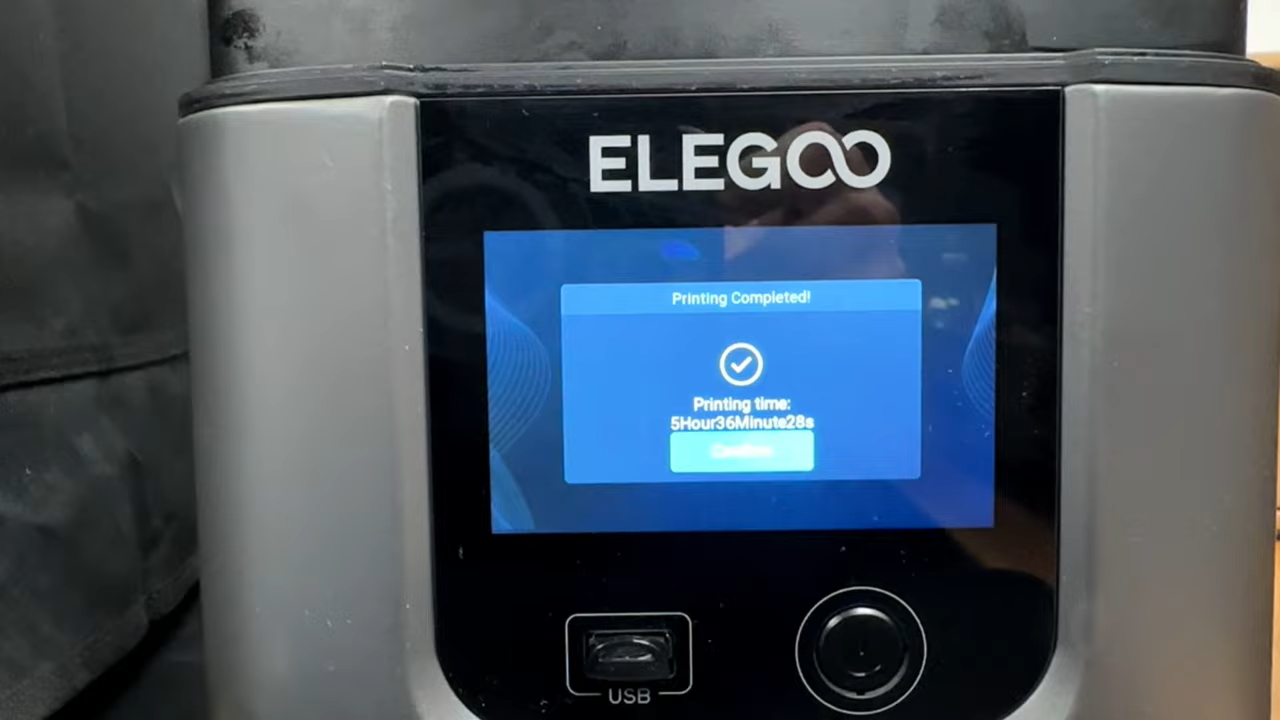 ELEGOO
Printing Completed!
Printing time:
5Hour36Minute28s
Confirm
USB